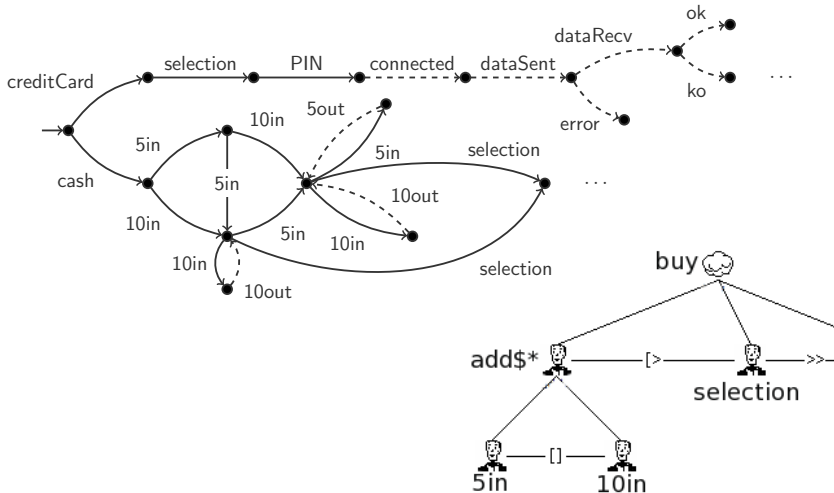 ok
dataRecv
selection PIN connected dataSent
creditCard
ko ...
5out
10in
error
5in
5in
selection
cash
5in
10out
...
10in
5in
10in
10in
selection
10out
buy
add$* [> >>
selection
[]
5in 10in